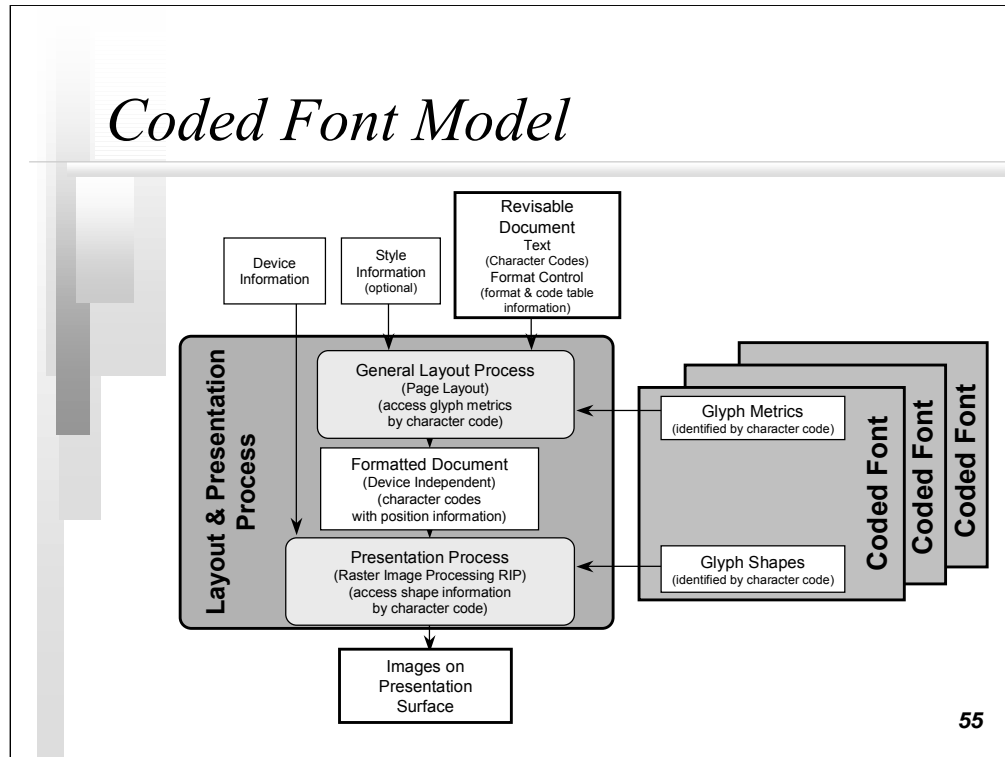 Coded Font Model
Revisable
Document
Text
(Character Codes)
Format Control
(format & code table
information)
Device
Information
Style
Information
(optional)
Layout & Presentation
Process
General Layout Process
(Page Layout)
(access glyph metrics
by character code)
Formatted Document
(Device Independent)
(character codes
with position information)
Presentation Process
(Raster Image Processing RIP)
(access shape information
by character code)
Images on
Presentation
Surface
Glyph Metrics
(identified by character code)
Glyph Shapes
(identified by character code)
Coded Font
Coded Font
Coded Font
55